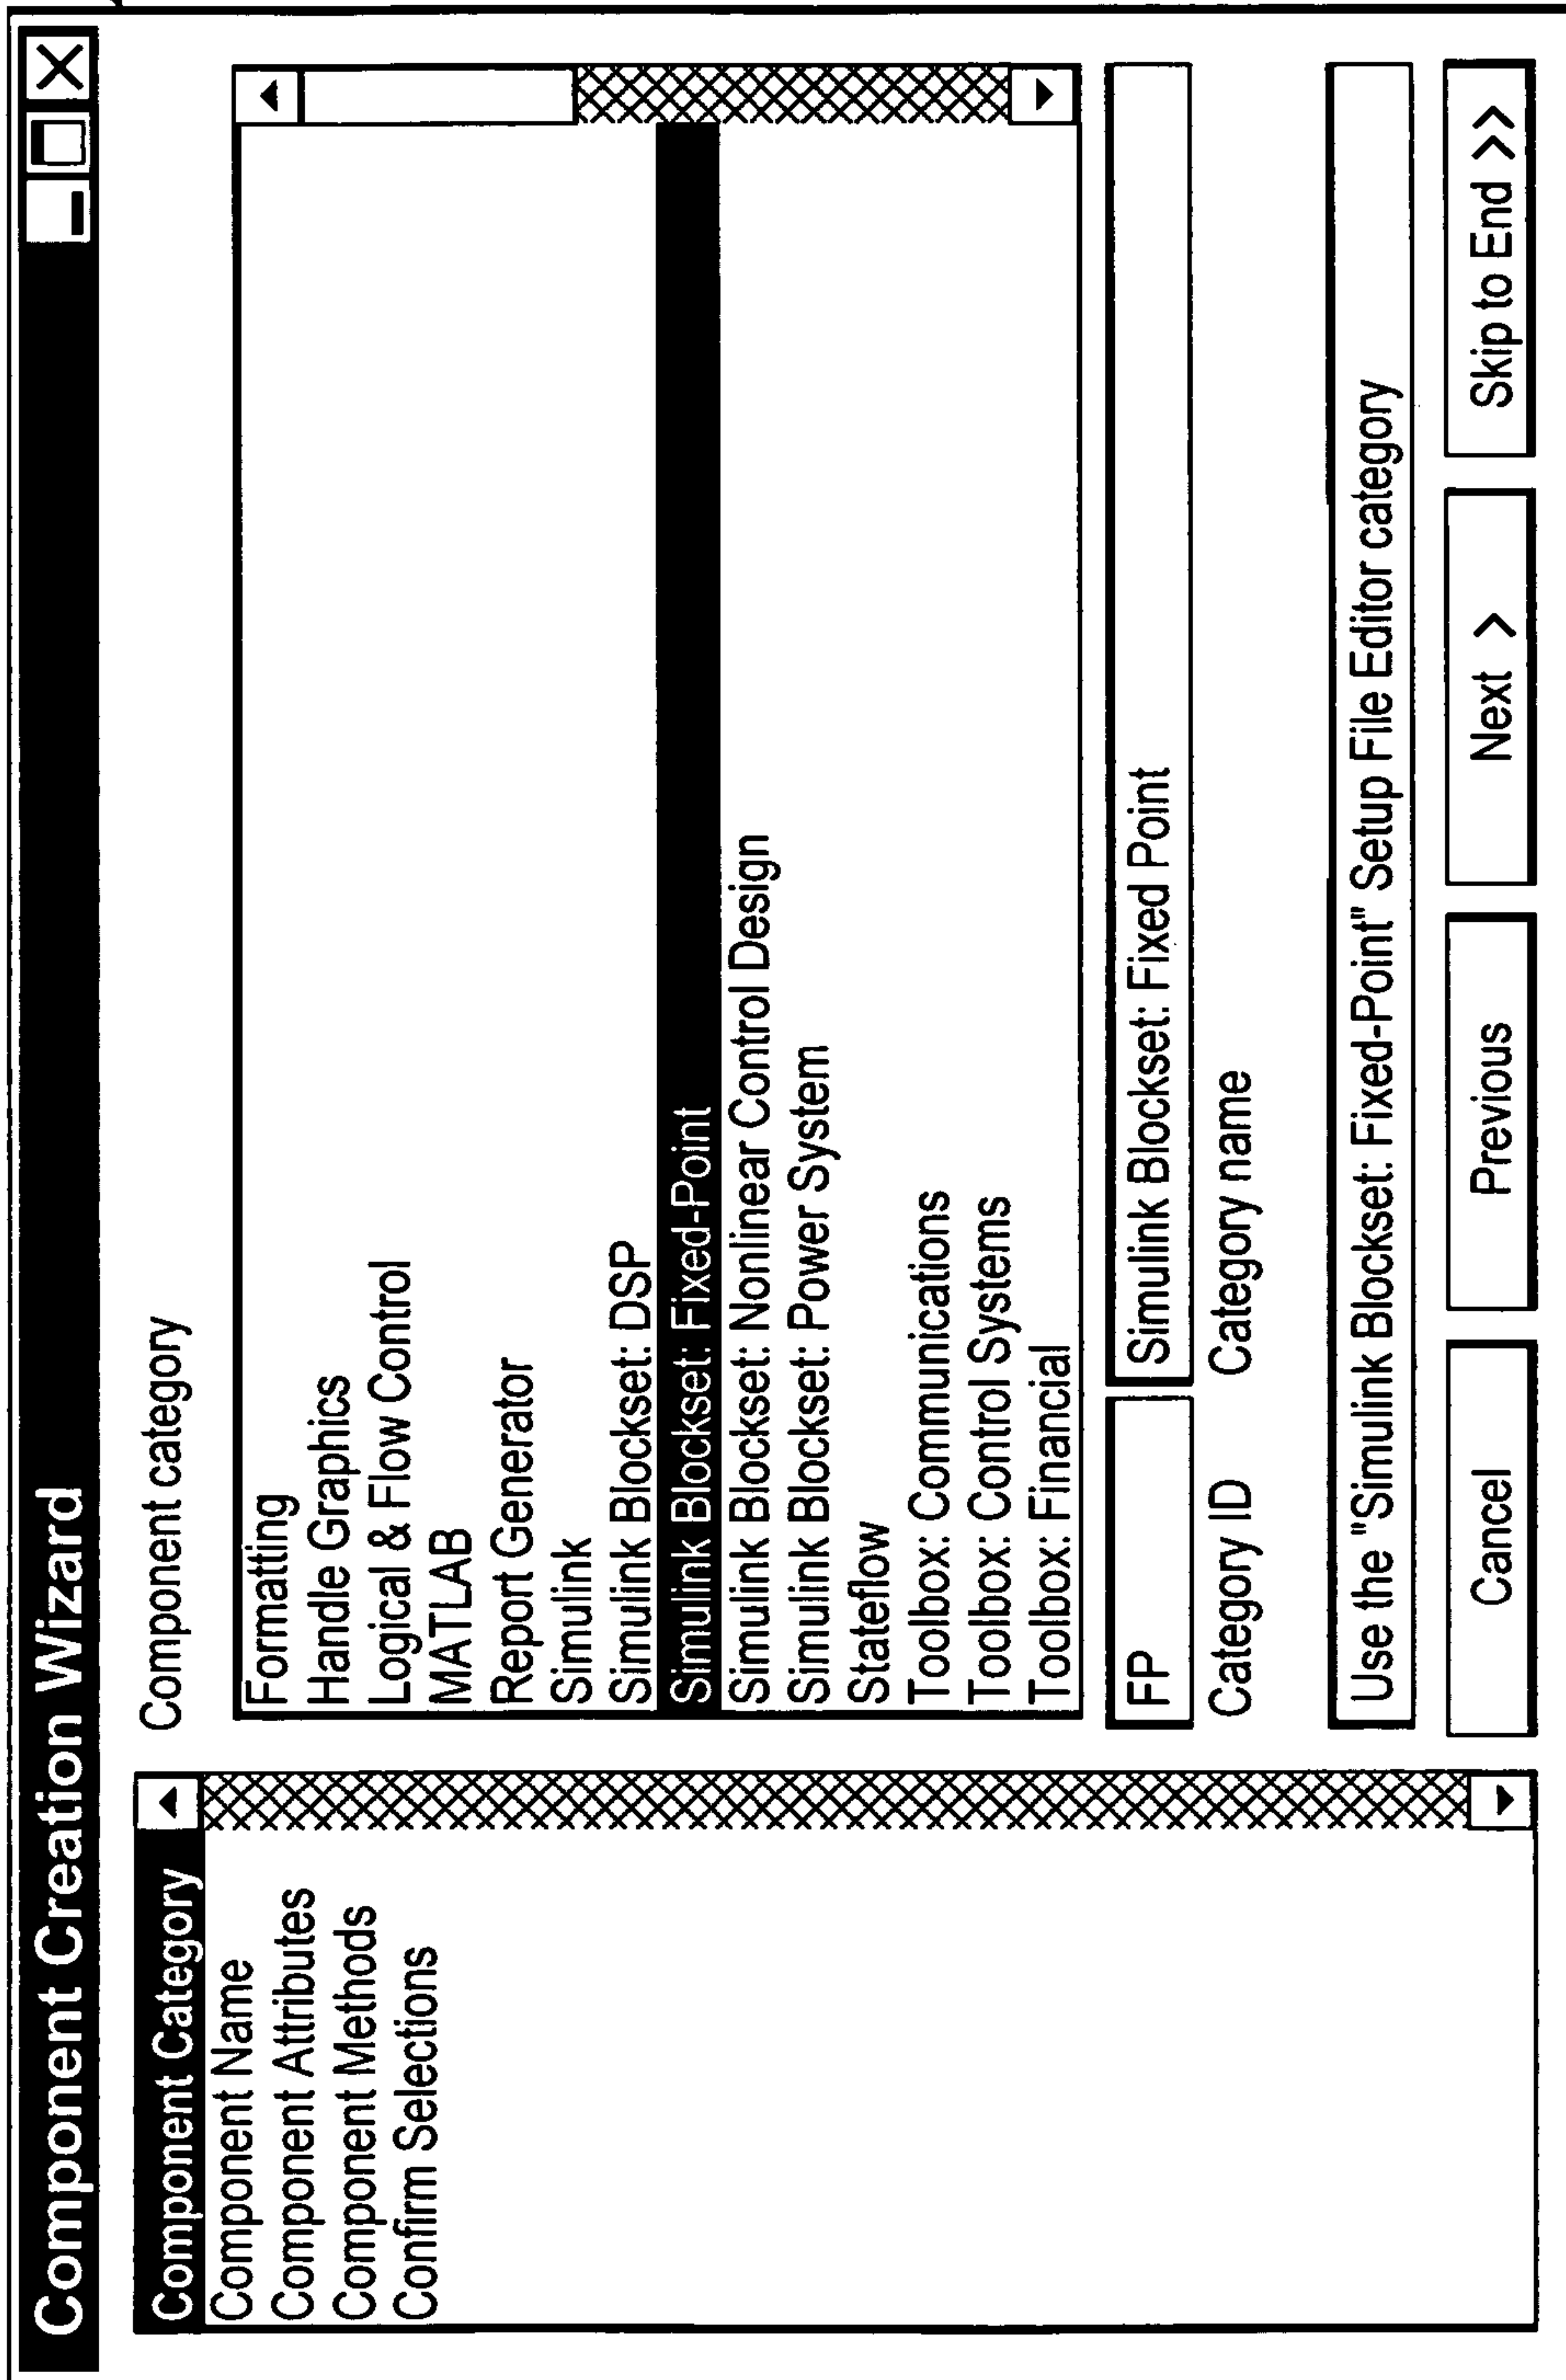 Component Creation Wizard
Component Category
Component Name
Component Attributes
Component Methods
Confirm Selections
Component category
Formatting
Handle Graphics
Logical & Flow Control
MATLAB
Report Generator
Simulink
Simulink Blockset: DSP
Simulink Blockset: Fixed-Point
Simulink Blockset: Nonlinear Control Design
Simulink Blockset: Power System
Stateflow
Toolbox: Communications
Toolbox: Control Systems
Toolbox: Financial
FP Simulink Blockset: Fixed Point
Category ID Category name
Use the "Simulink Blockset: Fixed-Point" Setup File Editor category
Cancel Previous Next > Skip to End >>